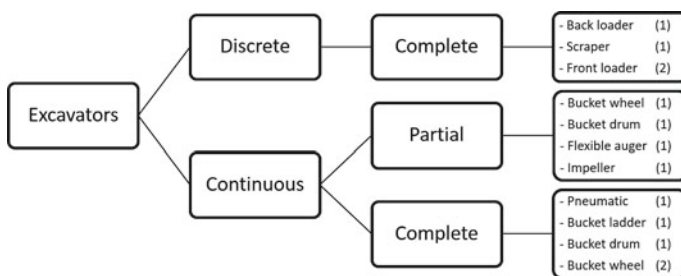 Excavators
Discrete
Complete
- Back loader (1)
- Scraper (1)
- Front loader (2)
Continuous
Partial
- Bucket wheel (1)
- Bucket drum (1)
- Flexible auger (1)
- Impeller (1)
Complete
- Pneumatic (1)
- Bucket ladder (1)
- Bucket drum (1)
- Bucket wheel (2)